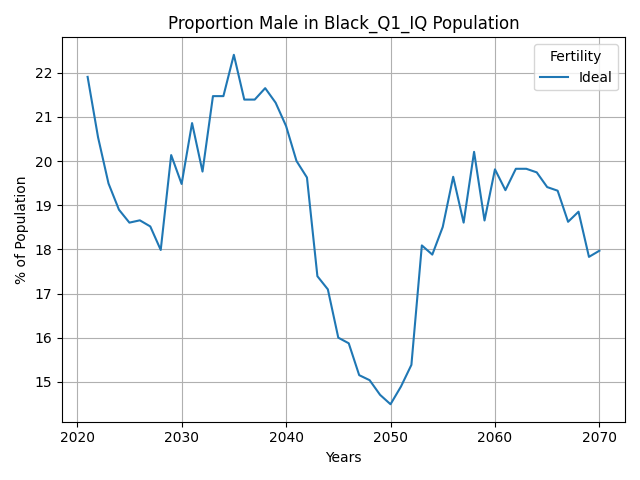 Proportion Male in Black_Q1_IQ Population
Fertility
Ideal
% of Population
22
21
20
19
18
17
16
15
2020 2030 2040 2050 2060 2070
Years